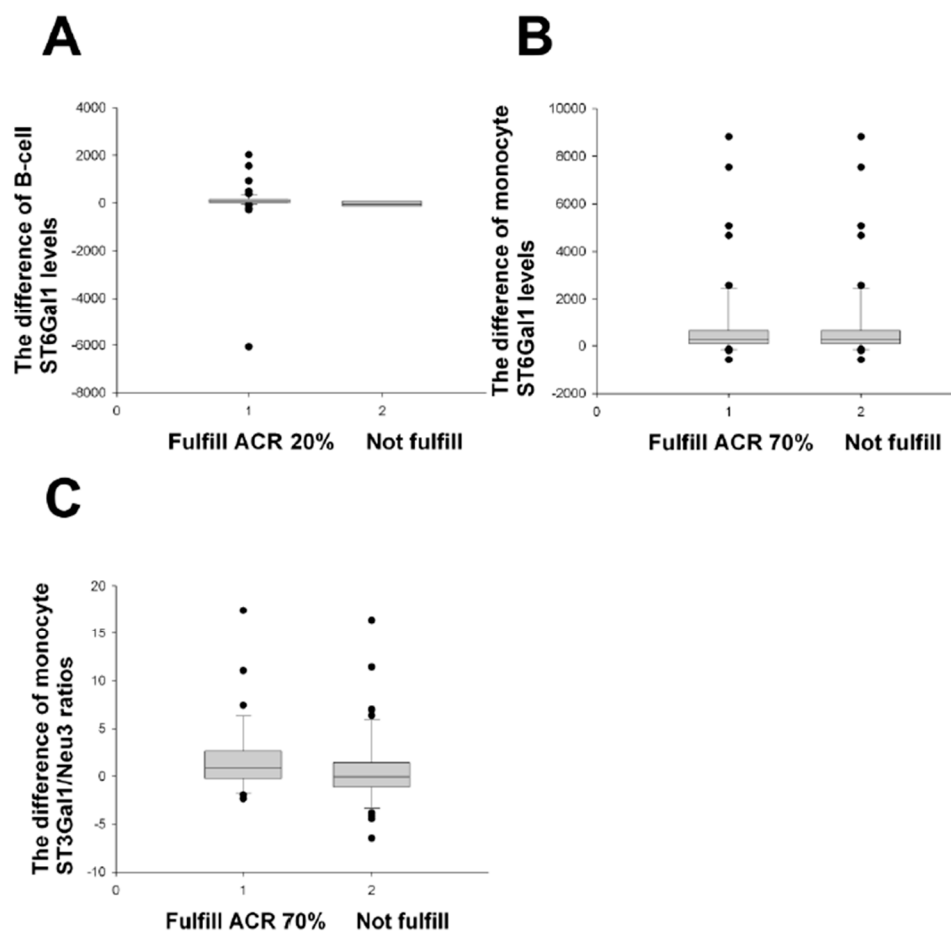 A
The difference of B-cell
ST6Gal1 levels
4000
2000
0
-2000
-4000
-6000
-8000
0
1
2
Fulfill ACR 20%
Not fulfill
B
The difference of monocyte
ST6Gal1 levels
10000
8000
6000
4000
2000
0
-2000
0
1
2
Fulfill ACR 70%
Not fulfill
C
The difference of monocyte
ST3Gal1/Neu3 ratios
20
15
10
5
0
-5
-10
0
1
2
Fulfill ACR 70%
Not fulfill